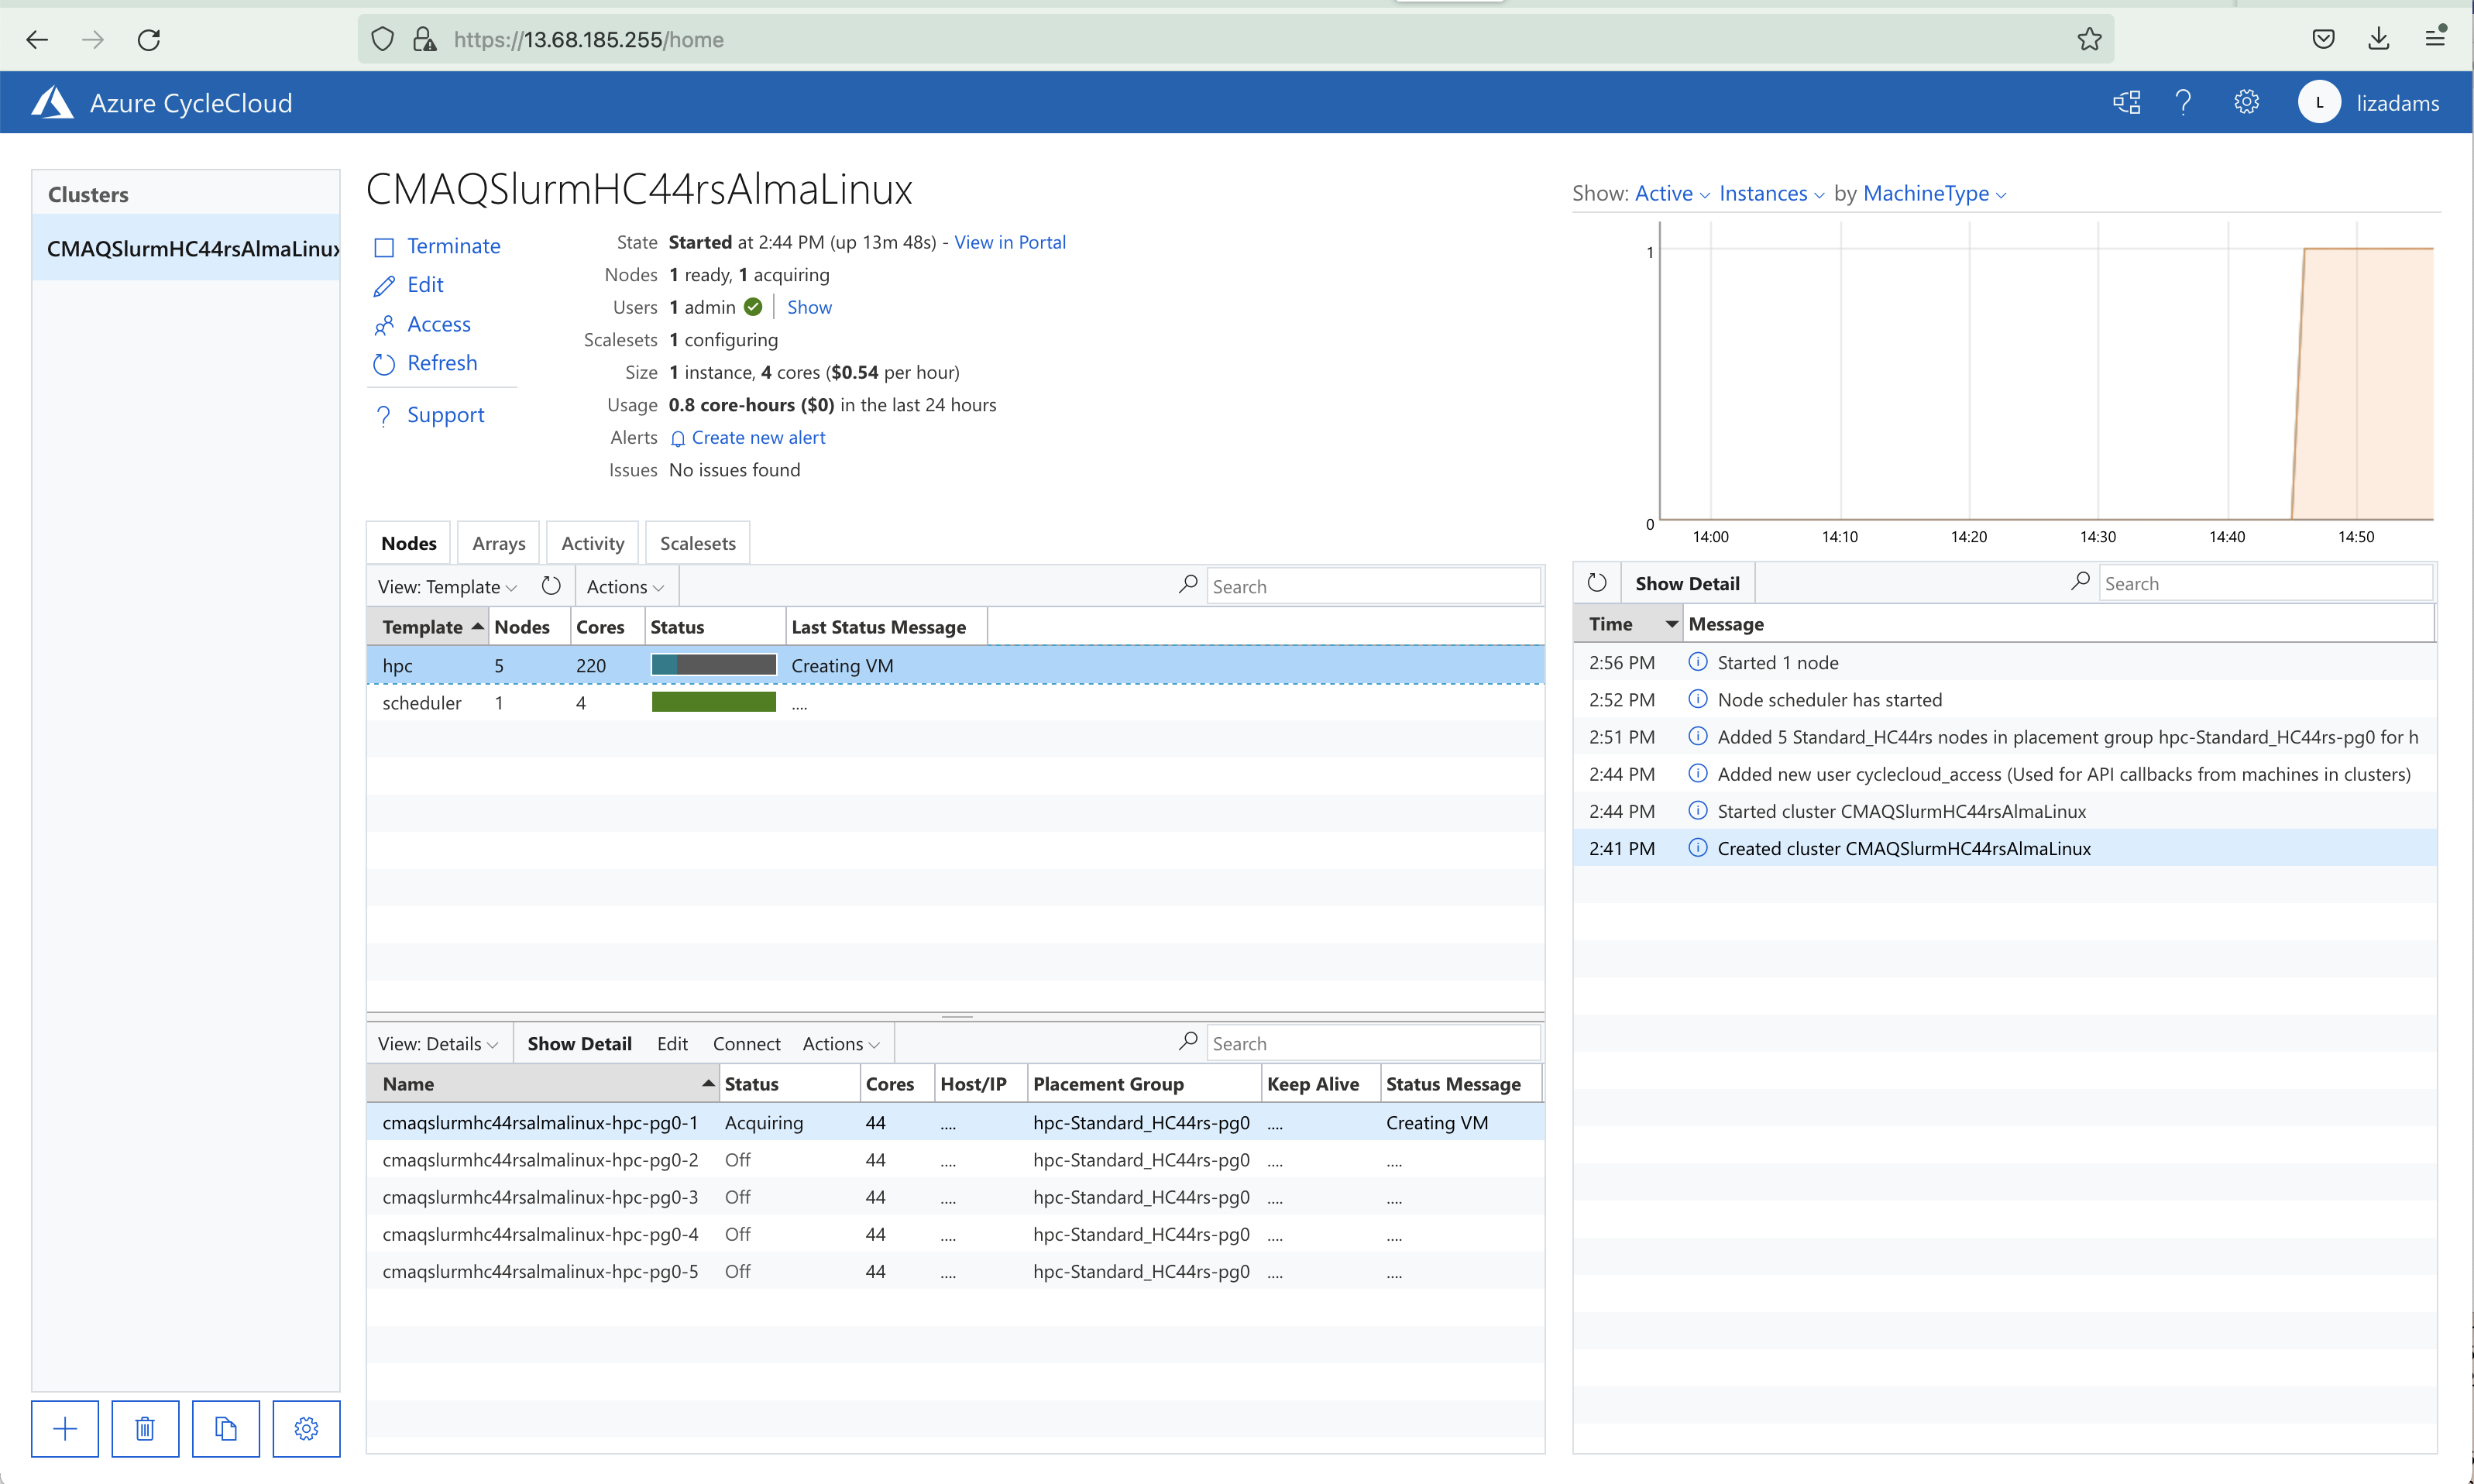 https://13.68.185.255/home
Azure CycleCloud
L
lizadams
Clusters
CMAQSlurmHC44rsAlmaLinux
CMAQSlurmHC44rsAlmaLinux
Terminate
Edit
Access
Refresh
Support
State Started at 2:44 PM (up 13m 48s) - View in Portal
Nodes 1 ready, 1 acquiring
Users 1 admin Show
Scalesets 1 configuring
Size 1 instance, 4 cores ($0.54 per hour)
Usage 0.8 core-hours ($0) in the last 24 hours
Alerts Create new alert
Issues No issues found
Show: Active Instances by MachineType
1
0
14:00 14:10 14:20 14:30 14:40 14:50
Nodes Arrays Activity Scalesets
View: Template Actions Search
Template Nodes Cores Status Last Status Message
hpc 5 220 Creating VM
scheduler 1 4 ....
View: Details Show Detail Edit Connect Actions Search
Name Status Cores Host/IP Placement Group Keep Alive Status Message
cmaqslurmhc44rsalmalinux-hpc-pg0-1 Acquiring 44 .... hpc-Standard_HC44rs-pg0 .... Creating VM
cmaqslurmhc44rsalmalinux-hpc-pg0-2 Off 44 .... hpc-Standard_HC44rs-pg0 .... ....
cmaqslurmhc44rsalmalinux-hpc-pg0-3 Off 44 .... hpc-Standard_HC44rs-pg0 .... ....
cmaqslurmhc44rsalmalinux-hpc-pg0-4 Off 44 .... hpc-Standard_HC44rs-pg0 .... ....
cmaqslurmhc44rsalmalinux-hpc-pg0-5 Off 44 .... hpc-Standard_HC44rs-pg0 .... ....
Show Detail Search
Time Message
2:56 PM Started 1 node
2:52 PM Node scheduler has started
2:51 PM Added 5 Standard_HC44rs nodes in placement group hpc-Standard_HC44rs-pg0 for h
2:44 PM Added new user cyclecloud_access (Used for API callbacks from machines in clusters)
2:44 PM Started cluster CMAQSlurmHC44rsAlmaLinux
2:41 PM Created cluster CMAQSlurmHC44rsAlmaLinux